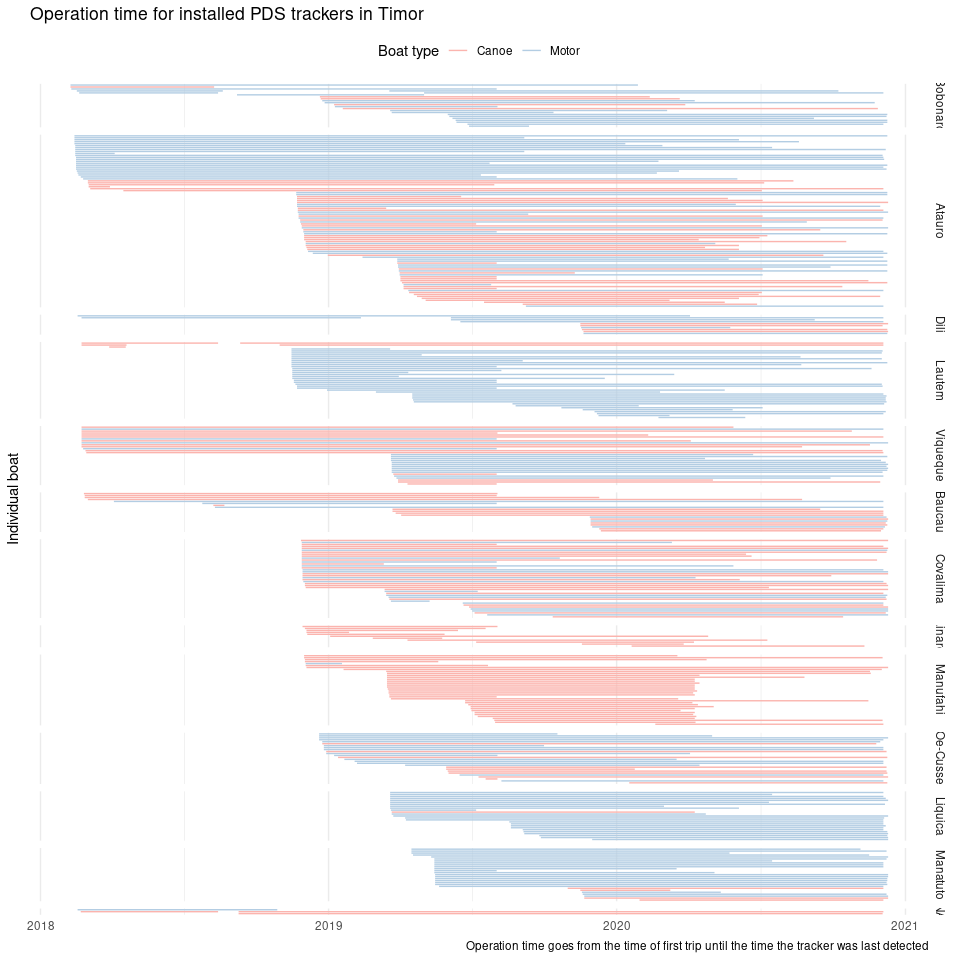 Operation time for installed PDS trackers in Timor
Boat type
Canoe
Motor
Individual boat
obonar
Atauro
Dili
Lautem
Viqueque
Baucau
Covalima
inar
Manufahi
Oe-Cusse
Liquica
Manatuto
2018
2019
2020
2021
Operation time goes from the time of first trip until the time the tracker was last detected